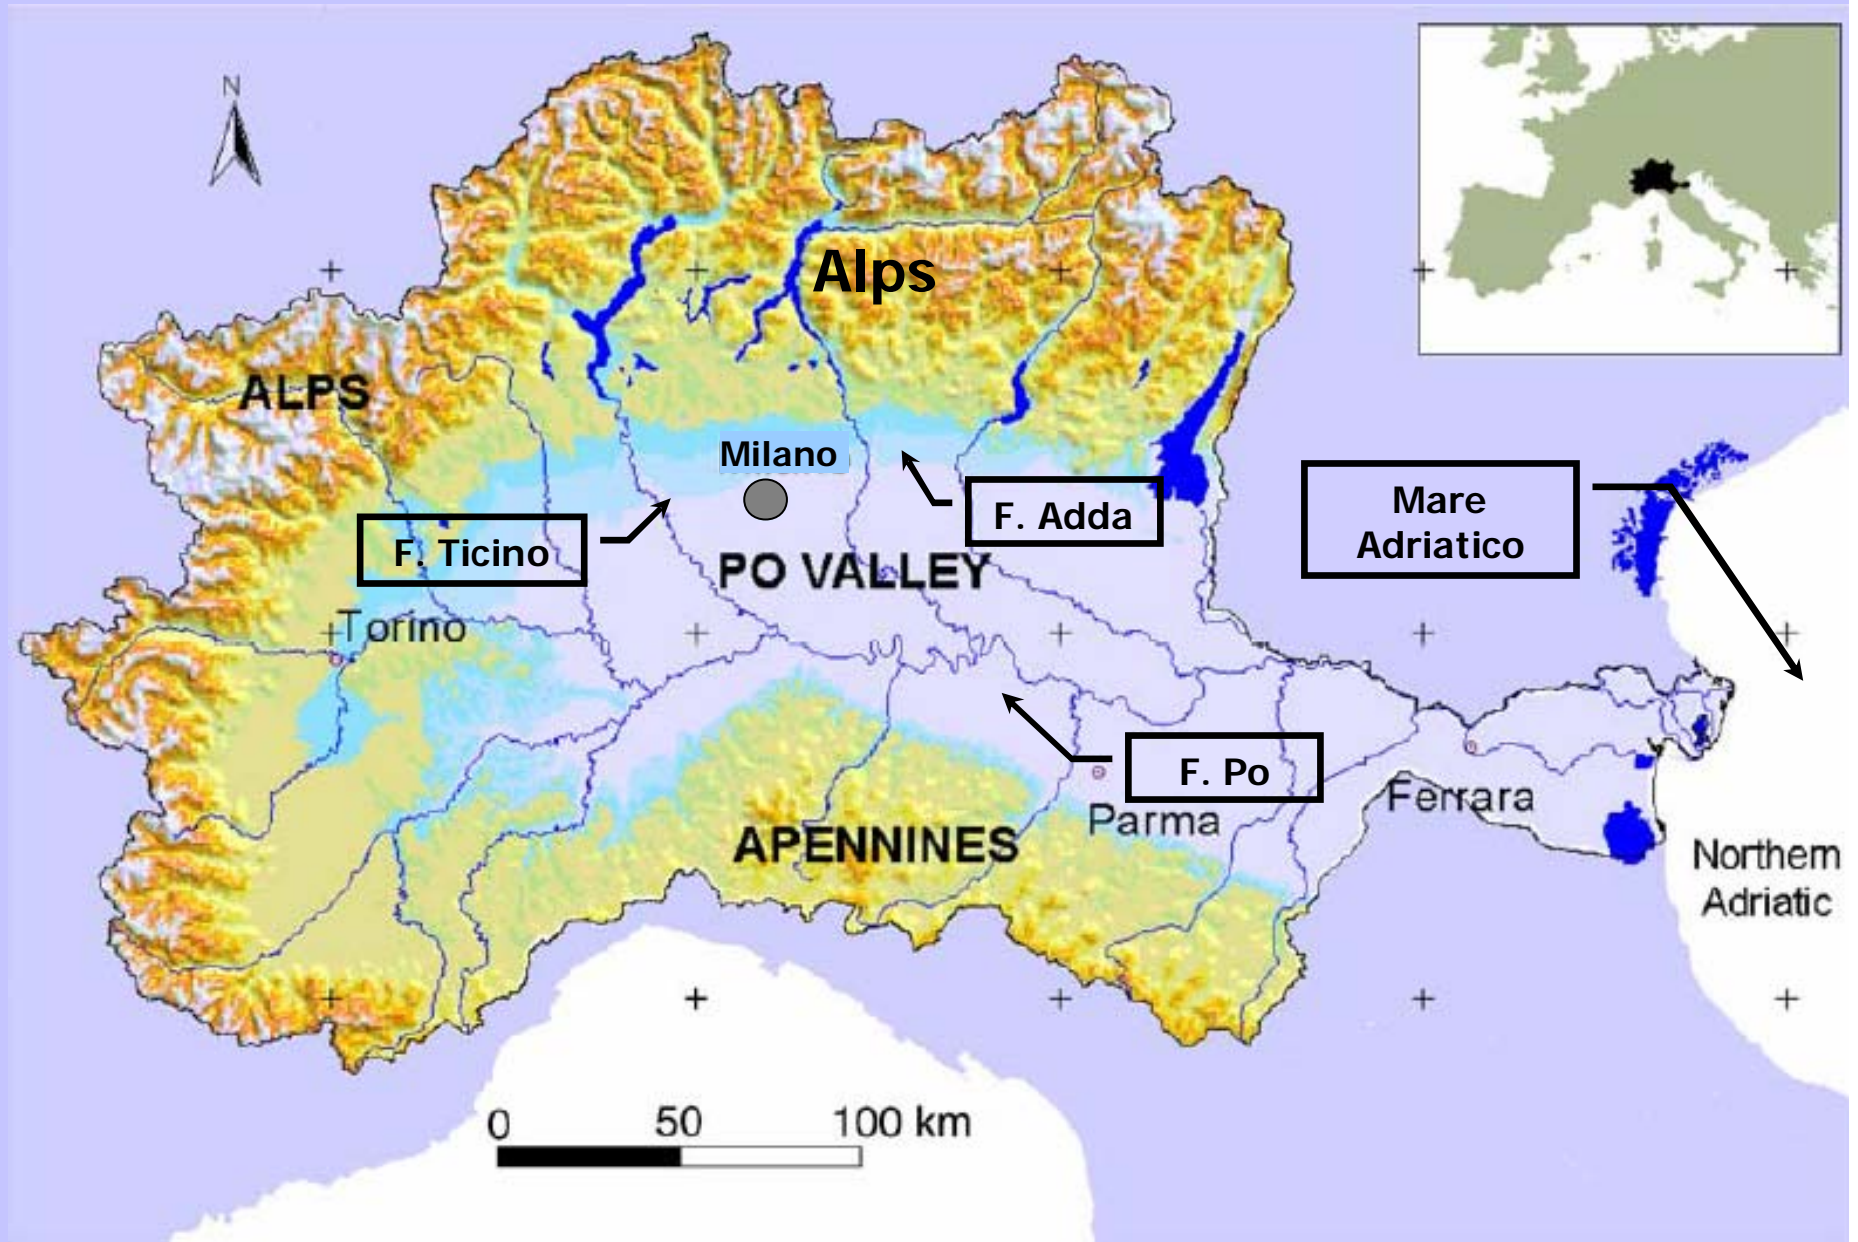 N
Alps
ALPS
Milano
F. Adda
Mare
Adriatico
F. Ticino
PO VALLEY
Torino
F. Po
Parma
Ferrara
APENNINES
Northern
Adriatic
0 50 100 km